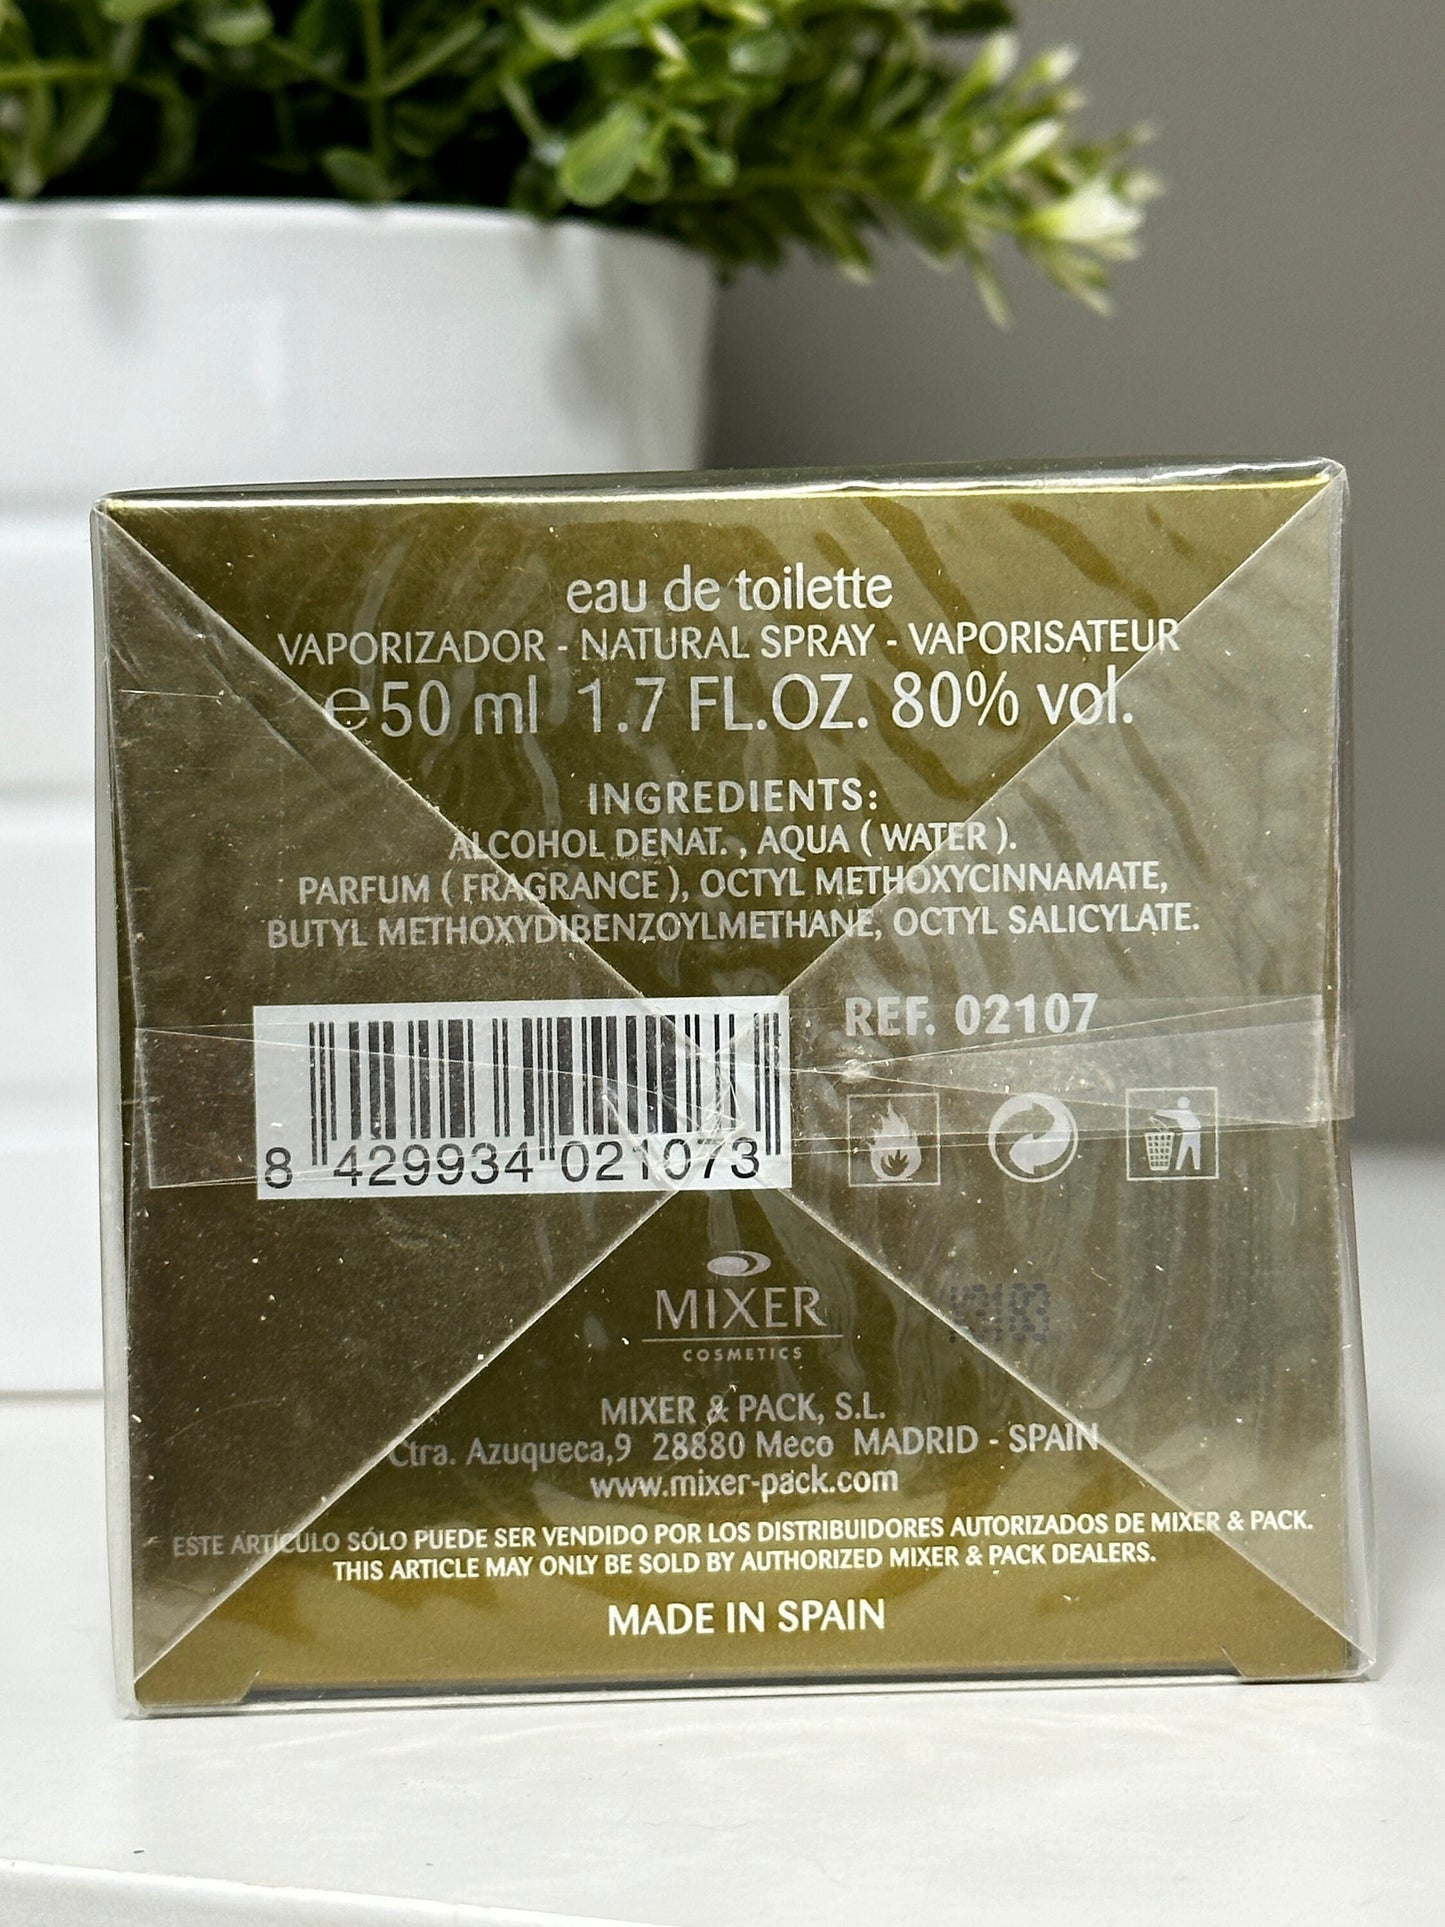 eau de toilette
VAPORIZADOR - NATURAL SPRAY - VAPORISATEUR
℮50 ml 1.7 FL.OZ. 80% vol.
INGREDIENTS:
ALCOHOL DENAT. , AQUA ( WATER ).
PARFUM ( FRAGRANCE ), OCTYL METHOXYCINNAMATE,
BUTYL METHOXYDIBENZOYLMETHANE, OCTYL SALICYLATE.
REF. 02107
8 429934 021073
MIXER
COSMETICS
MIXER & PACK, S.L.
Ctra. Azuqueca,9 28880 Meco MADRID - SPAIN
www.mixer-pack.com
ESTE ARTÍCULO SÓLO PUEDE SER VENDIDO POR LOS DISTRIBUIDORES AUTORIZADOS DE MIXER & PACK.
THIS ARTICLE MAY ONLY BE SOLD BY AUTHORIZED MIXER & PACK DEALERS.
MADE IN SPAIN